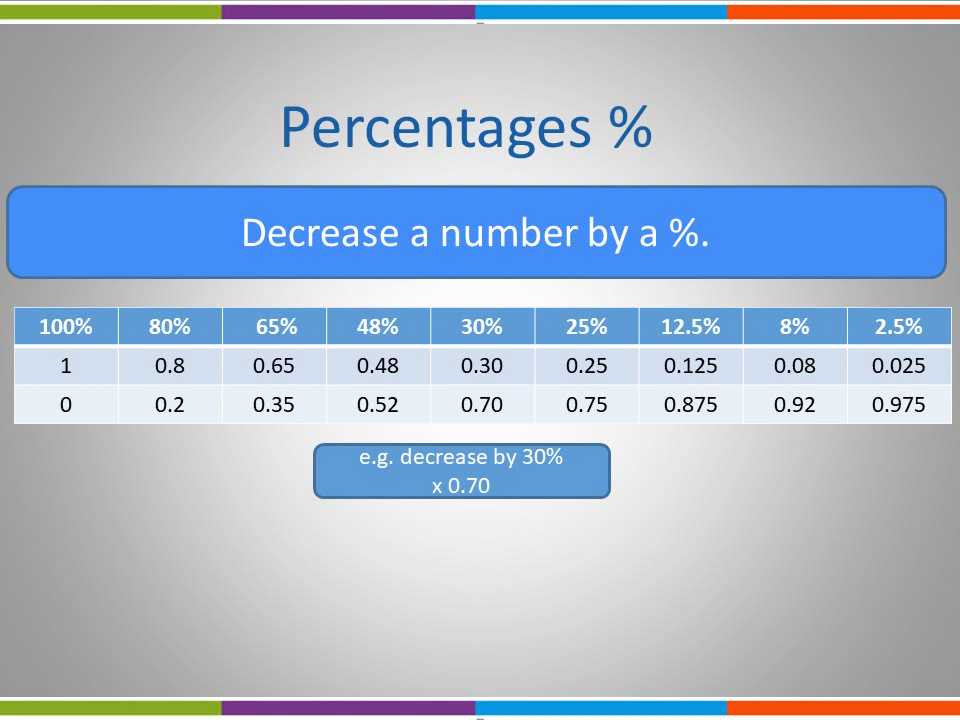 Percentages %
Decrease a number by a %.
100% 80% 65% 48% 30% 25% 12.5% 8% 2.5%
1 0.8 0.65 0.48 0.30 0.25 0.125 0.08 0.025
0 0.2 0.35 0.52 0.70 0.75 0.875 0.92 0.975
e.g. decrease by 30%
x 0.70